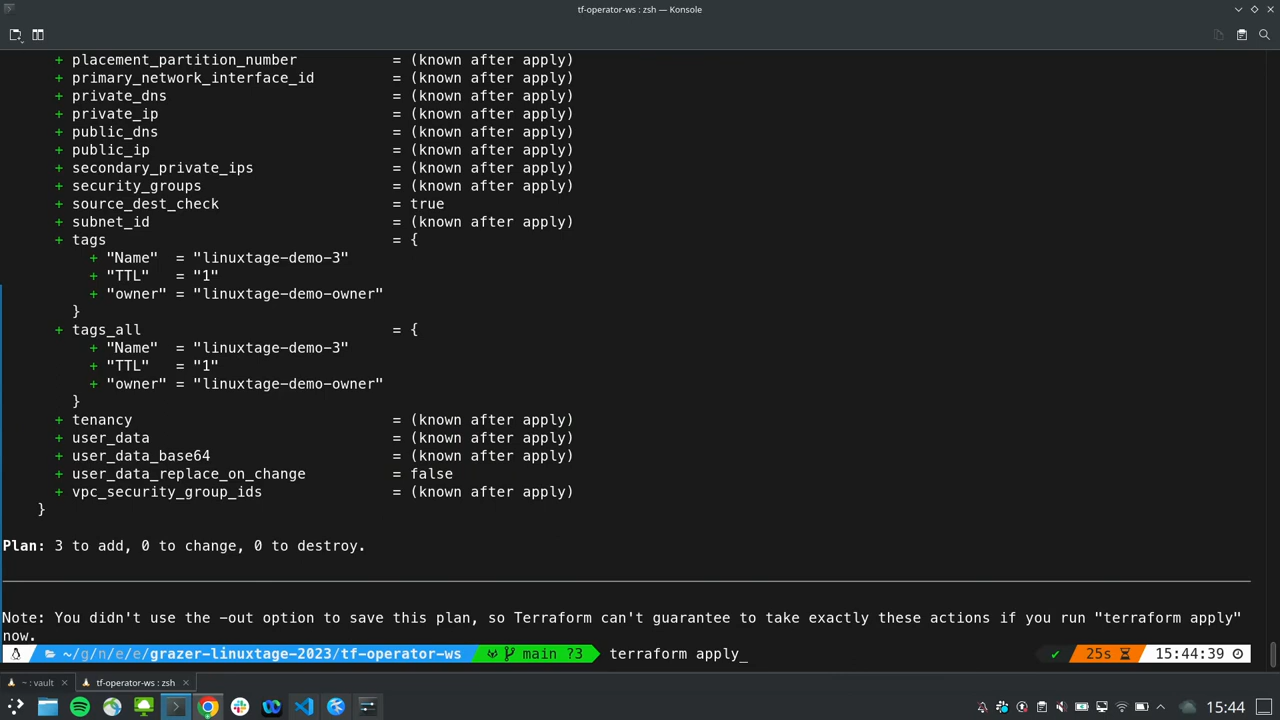 tf-operator-ws : zsh — Konsole
+ placement_partition_number = (known after apply)
+ primary_network_interface_id = (known after apply)
+ private_dns = (known after apply)
+ private_ip = (known after apply)
+ public_dns = (known after apply)
+ public_ip = (known after apply)
+ secondary_private_ips = (known after apply)
+ security_groups = (known after apply)
+ source_dest_check = true
+ subnet_id = (known after apply)
+ tags = {
+ "Name" = "linuxtage-demo-3"
+ "TTL" = "1"
+ "owner" = "linuxtage-demo-owner"
}
+ tags_all = {
+ "Name" = "linuxtage-demo-3"
+ "TTL" = "1"
+ "owner" = "linuxtage-demo-owner"
}
+ tenancy = (known after apply)
+ user_data = (known after apply)
+ user_data_base64 = (known after apply)
+ user_data_replace_on_change = false
+ vpc_security_group_ids = (known after apply)
}
Plan: 3 to add, 0 to change, 0 to destroy.
Note: You didn't use the -out option to save this plan, so Terraform can't guarantee to take exactly these actions if you run "terraform apply"
now.
~/g/n/e/e/grazer-linuxtage-2023/tf-operator-ws main ?3 terraform apply_ ✔ 25s 15:44:39
~ : vault tf-operator-ws : zsh
15:44